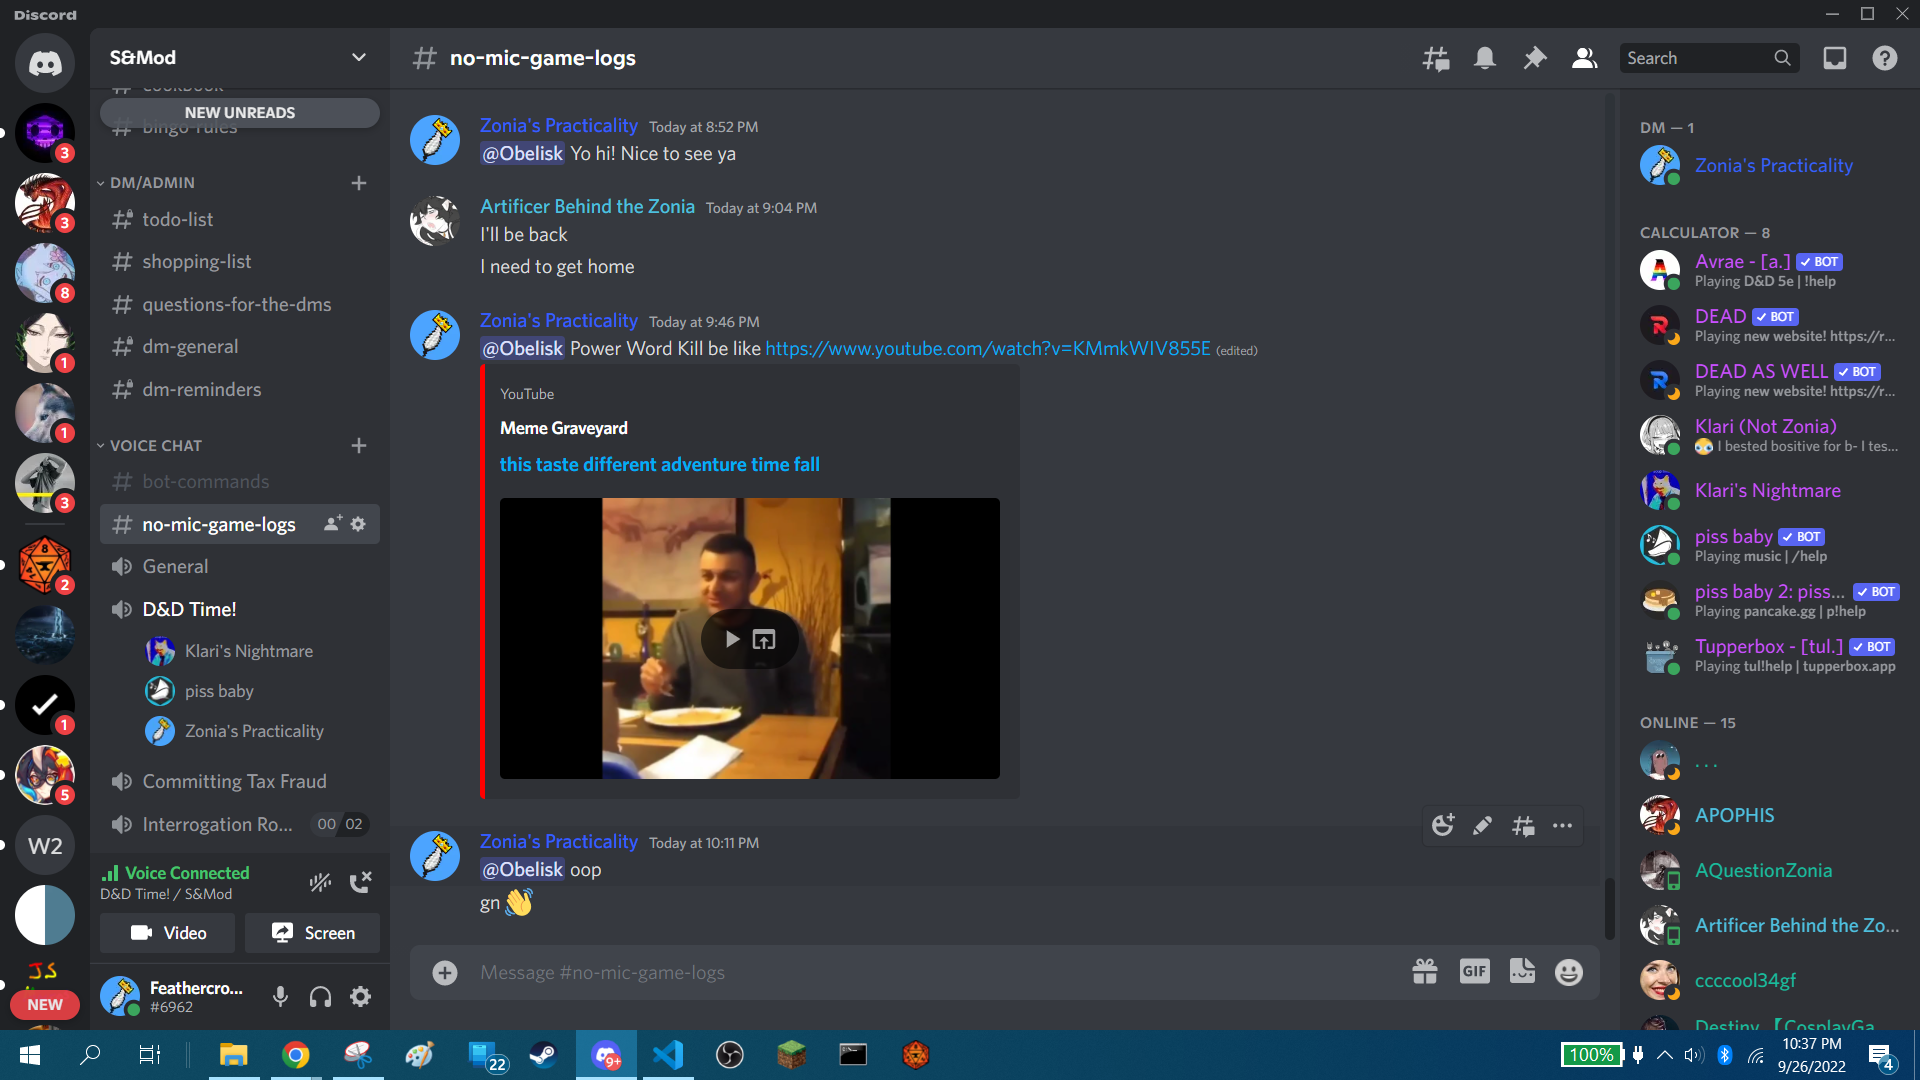 Discord
S&Mod
cookbook
NEW UNREADS
bingo-rules
DM/ADMIN
todo-list
shopping-list
questions-for-the-dms
dm-general
dm-reminders
VOICE CHAT
bot-commands
no-mic-game-logs
General
D&D Time!
Klari's Nightmare
piss baby
Zonia's Practicality
Committing Tax Fraud
Interrogation Ro... 00 02
Voice Connected
D&D Time! / S&Mod
Video Screen
Feathercro...
#6962
3
3
8
1
1
3
2
1
5
W2
JS
NEW
no-mic-game-logs
Search
Zonia's Practicality Today at 8:52 PM
@Obelisk Yo hi! Nice to see ya
Artificer Behind the Zonia Today at 9:04 PM
I'll be back
I need to get home
Zonia's Practicality Today at 9:46 PM
@Obelisk Power Word Kill be like https://www.youtube.com/watch?v=KMmkWIV855E (edited)
YouTube
Meme Graveyard
this taste different adventure time fall
Zonia's Practicality Today at 10:11 PM
@Obelisk oop
gn 👋
Message #no-mic-game-logs
GIF
DM — 1
Zonia's Practicality
CALCULATOR — 8
Avrae - [a.] BOT
Playing D&D 5e | !help
DEAD BOT
Playing new website! https://r...
DEAD AS WELL BOT
Playing new website! https://r...
Klari (Not Zonia)
I bested bositive for b- I tes...
Klari's Nightmare
piss baby BOT
Playing music | /help
piss baby 2: piss... BOT
Playing pancake.gg | p!help
Tupperbox - [tul.] BOT
Playing tul!help | tupperbox.app
ONLINE — 15
. . .
APOPHIS
AQuestionZonia
Artificer Behind the Zo...
ccccool34gf
Destiny 【CosplayGa
22
9+
100%
10:37 PM
9/26/2022
4